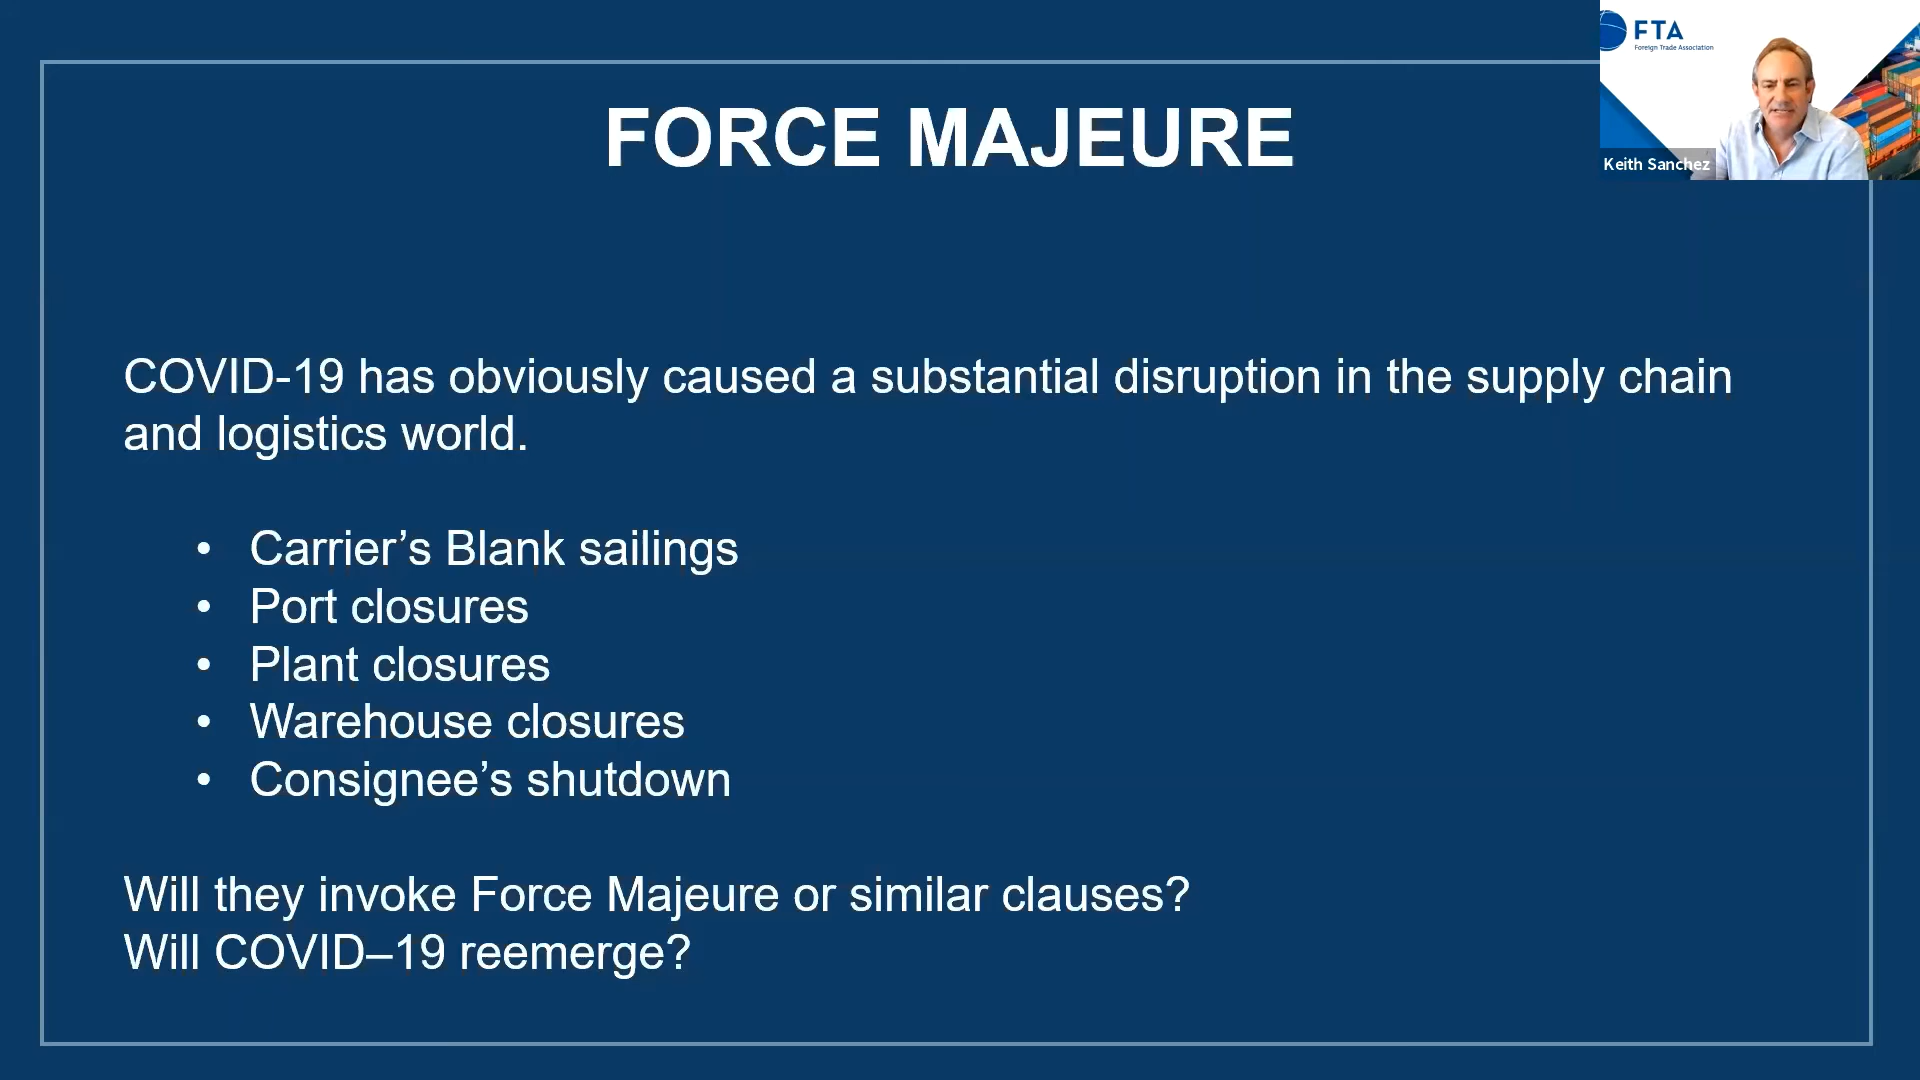 FTA
Foreign Trade Association
Keith Sanchez
FORCE MAJEURE
COVID-19 has obviously caused a substantial disruption in the supply chain
and logistics world.
• Carrier’s Blank sailings
• Port closures
• Plant closures
• Warehouse closures
• Consignee’s shutdown
Will they invoke Force Majeure or similar clauses?
Will COVID–19 reemerge?